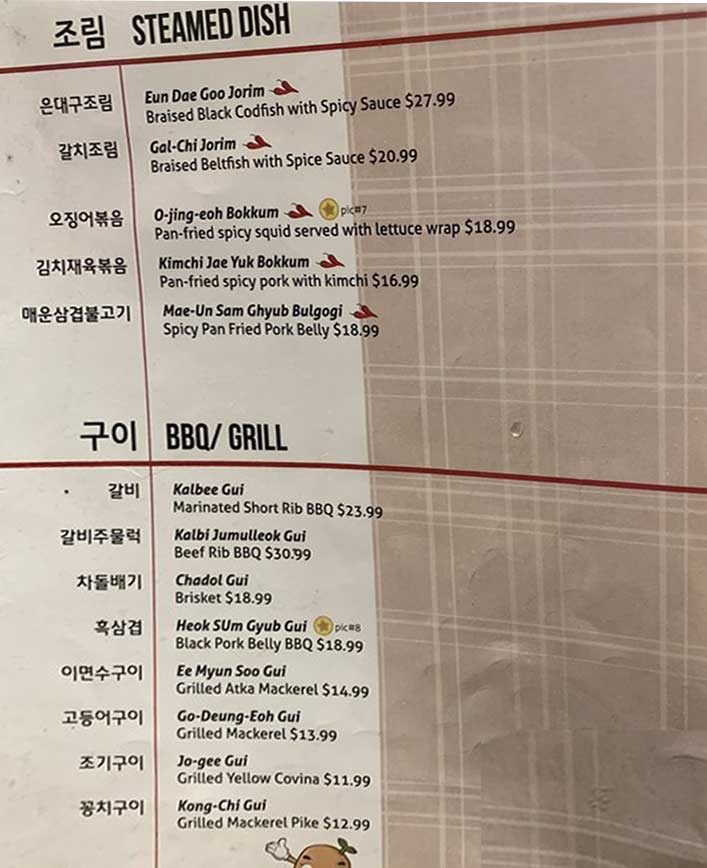 조림 STEAMED DISH
은대구조림 Eun Dae Goo Jorim
Braised Black Codfish with Spicy Sauce $27.99
갈치조림 Gal-Chi Jorim
Braised Beltfish with Spice Sauce $20.99
오징어볶음 O-jing-eoh Bokkum pic#7
Pan-fried spicy squid served with lettuce wrap $18.99
김치재육볶음 Kimchi Jae Yuk Bokkum
Pan-fried spicy pork with kimchi $16.99
매운삼겹불고기 Mae-Un Sam Ghyub Bulgogi
Spicy Pan Fried Pork Belly $18.99
구이 BBQ/ GRILL
갈비 Kalbee Gui
Marinated Short Rib BBQ $23.99
갈비주물럭 Kalbi Jumulleok Gui
Beef Rib BBQ $30.99
차돌배기 Chadol Gui
Brisket $18.99
흑삼겹 Heok SUm Gyub Gui pic#8
Black Pork Belly BBQ $18.99
이면수구이 Ee Myun Soo Gui
Grilled Atka Mackerel $14.99
고등어구이 Go-Deung-Eoh Gui
Grilled Mackerel $13.99
조기구이 Jo-gee Gui
Grilled Yellow Covina $11.99
꽁치구이 Kong-Chi Gui
Grilled Mackerel Pike $12.99